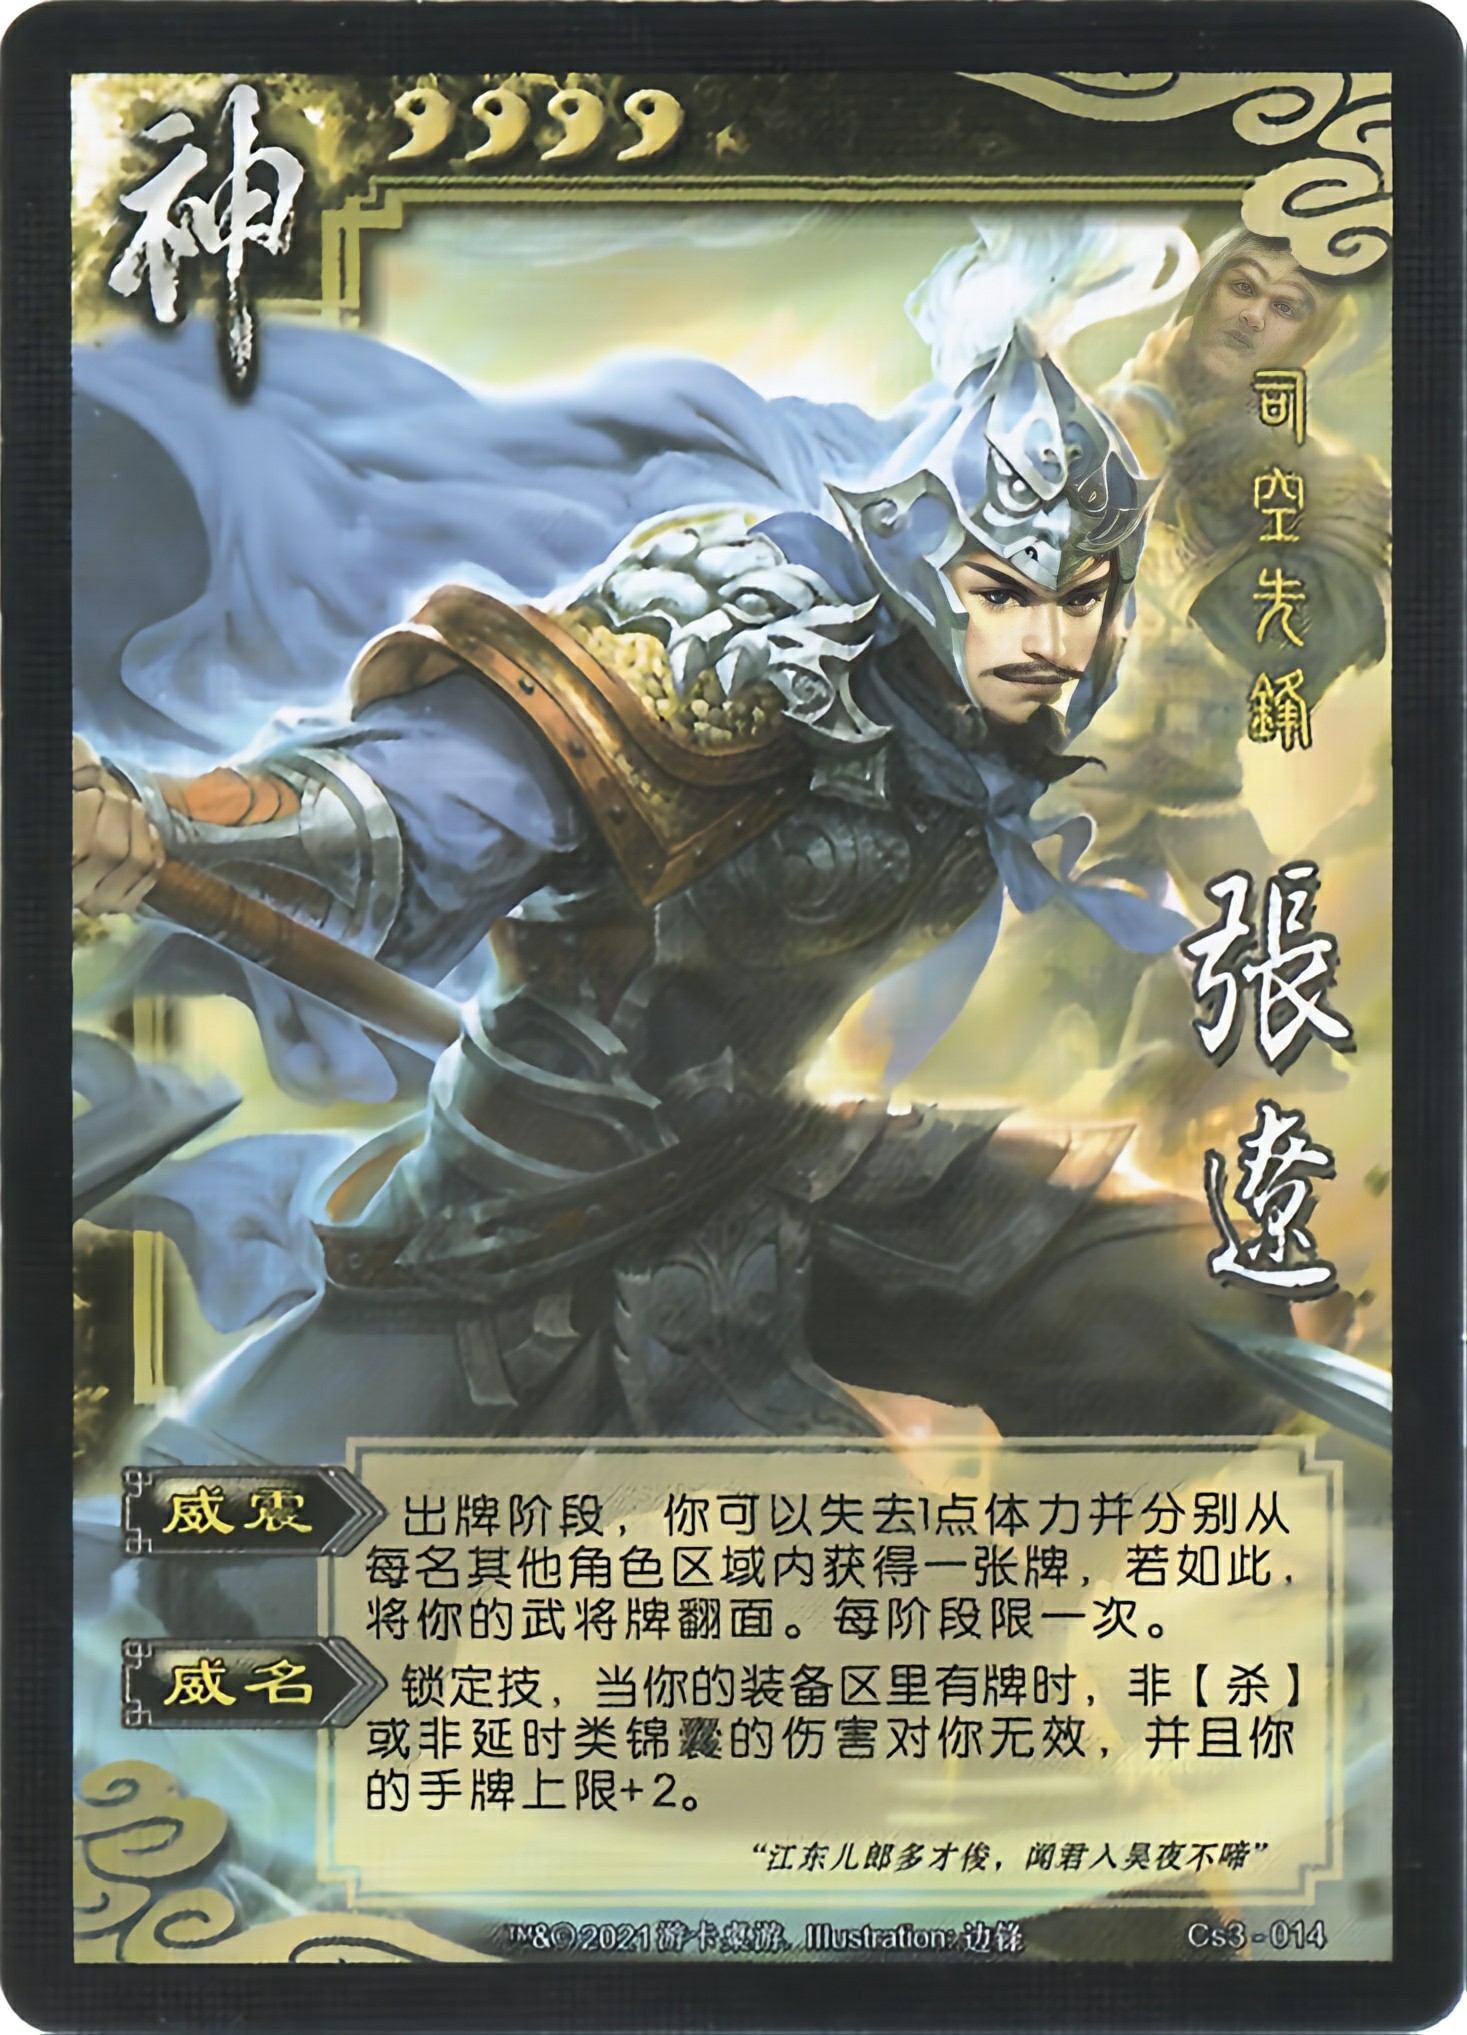 神
司空先鋒
張遼
威震
出牌阶段，你可以失去1点体力并分别从
每名其他角色区域内获得一张牌，若如此，
将你的武将牌翻面。每阶段限一次。
威名
锁定技，当你的装备区里有牌时，非【杀】
或非延时类锦囊的伤害对你无效，并且你
的手牌上限+2。
“江东儿郎多才俊，闻君入吴夜不啼”
™&©2021游卡桌游. Illustration: 边锋
Cs3-014